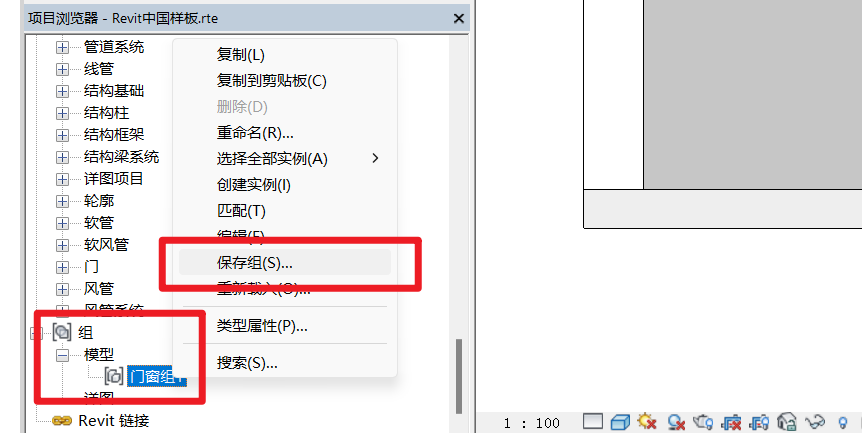 项目浏览器 - Revit中国样板.rte
管道系统
线管
结构基础
结构柱
结构框架
结构梁系统
详图项目
轮廓
软管
软风管
门
风管
风管系统
组
模型
门窗组1
详图
Revit 链接
复制(L)
复制到剪贴板(C)
删除(D)
重命名(R)...
选择全部实例(A)
创建实例(I)
匹配(T)
编辑(E)
保存组(S)...
重新载入(O)...
类型属性(P)...
搜索(S)...
1 : 100